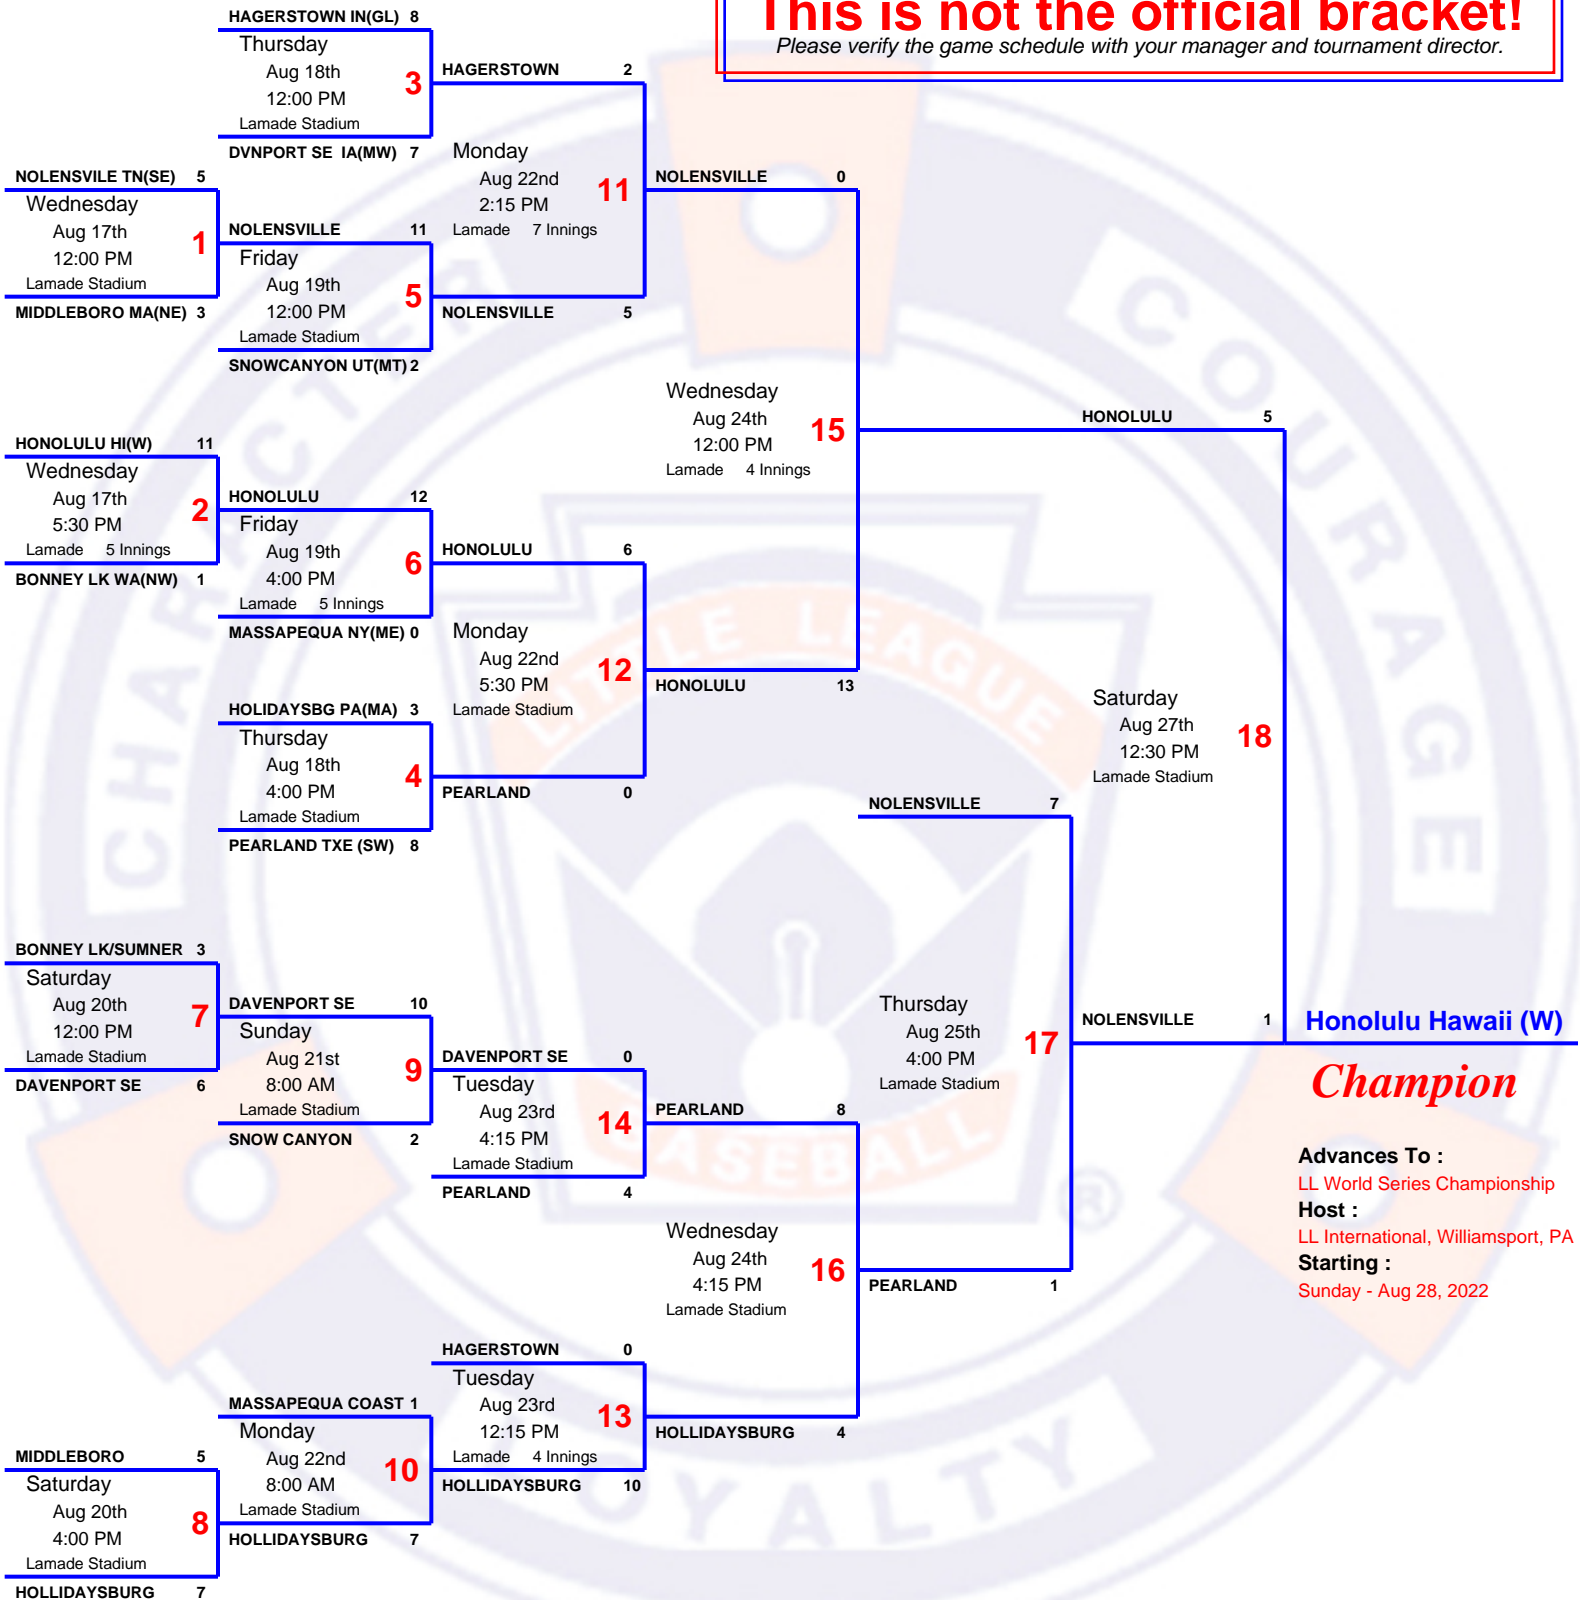 This is not the official bracket!
Please verify the game schedule with your manager and tournament director.
HAGERSTOWN IN(GL) 8
Thursday
Aug 18th
12:00 PM
Lamade Stadium
3
DVNPORT SE IA(MW) 7
HAGERSTOWN 2
Monday
Aug 22nd
2:15 PM
Lamade 7 Innings
11
NOLENSVILLE 5
NOLENSVILE TN(SE) 5
Wednesday
Aug 17th
12:00 PM
Lamade Stadium
1
MIDDLEBORO MA(NE) 3
NOLENSVILLE 11
Friday
Aug 19th
12:00 PM
Lamade Stadium
5
SNOWCANYON UT(MT) 2
NOLENSVILLE 0
Wednesday
Aug 24th
12:00 PM
Lamade 4 Innings
15
HONOLULU 13
HONOLULU HI(W) 11
Wednesday
Aug 17th
5:30 PM
Lamade 5 Innings
2
BONNEY LK WA(NW) 1
HONOLULU 12
Friday
Aug 19th
4:00 PM
Lamade 5 Innings
6
MASSAPEQUA NY(ME) 0
HONOLULU 6
Monday
Aug 22nd
5:30 PM
Lamade Stadium
12
PEARLAND 0
HOLIDAYSBG PA(MA) 3
Thursday
Aug 18th
4:00 PM
Lamade Stadium
4
PEARLAND TXE (SW) 8
HONOLULU 5
Saturday
Aug 27th
12:30 PM
Lamade Stadium
18
NOLENSVILLE 1
NOLENSVILLE 7
Thursday
Aug 25th
4:00 PM
Lamade Stadium
17
PEARLAND 1
BONNEY LK/SUMNER 3
Saturday
Aug 20th
12:00 PM
Lamade Stadium
7
DAVENPORT SE 6
DAVENPORT SE 10
Sunday
Aug 21st
8:00 AM
Lamade Stadium
9
SNOW CANYON 2
DAVENPORT SE 0
Tuesday
Aug 23rd
4:15 PM
Lamade Stadium
14
PEARLAND 4
PEARLAND 8
Wednesday
Aug 24th
4:15 PM
Lamade Stadium
16
HOLLIDAYSBURG 4
HAGERSTOWN 0
Tuesday
Aug 23rd
12:15 PM
Lamade 4 Innings
13
HOLLIDAYSBURG 10
MASSAPEQUA COAST 1
Monday
Aug 22nd
8:00 AM
Lamade Stadium
10
HOLLIDAYSBURG 7
MIDDLEBORO 5
Saturday
Aug 20th
4:00 PM
Lamade Stadium
8
HOLLIDAYSBURG 7
Honolulu Hawaii (W)
Champion
Advances To :
LL World Series Championship
Host :
LL International, Williamsport, PA
Starting :
Sunday - Aug 28, 2022
CHARACTER
COURAGE
LOYALTY
LITTLE LEAGUE
BASEBALL
®